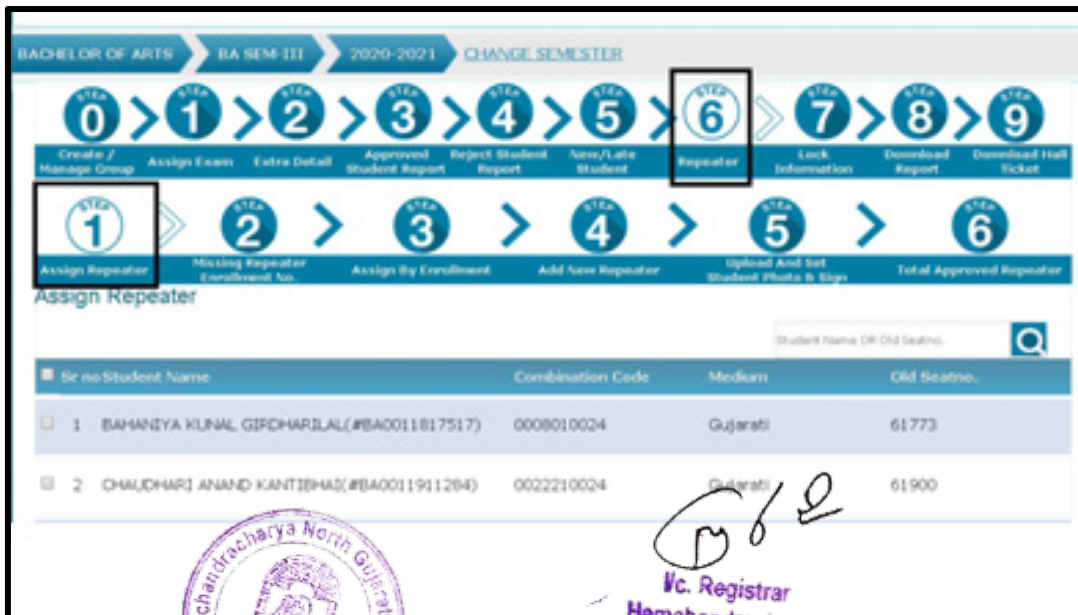 BACHELOR OF ARTS BA SEM-III 2020-2021 CHANGE SEMESTER
STEP 0 STEP 1 STEP 2 STEP 3 STEP 4 STEP 5 STEP 6 STEP 7 STEP 8 STEP 9
Create / Manage Group Assign Exam Extra Detail Approved Student Report Reject Student Report New/Late Student Repeater Lock Information Download Report Download Hall Ticket
STEP 1 STEP 2 STEP 3 STEP 4 STEP 5 STEP 6
Assign Repeater Missing Repeater Enrollment No. Assign By Enrollment Add New Repeater Upload And Set Student Photo & Sign Total Approved Repeater
Assign Repeater
Student Name OR Old Seatno.
Sr no Student Name Combination Code Medium Old Seatno.
1 BAHANIYA KUNAL GIRDHARILAL(#BA0011817517) 0008010024 Gujarati 61773
2 CHAUDHARI ANAND KANTIBHAI(#BA0011911284) 0022210024 Gujarati 61900
chandracharya North Gujarat
I/c. Registrar